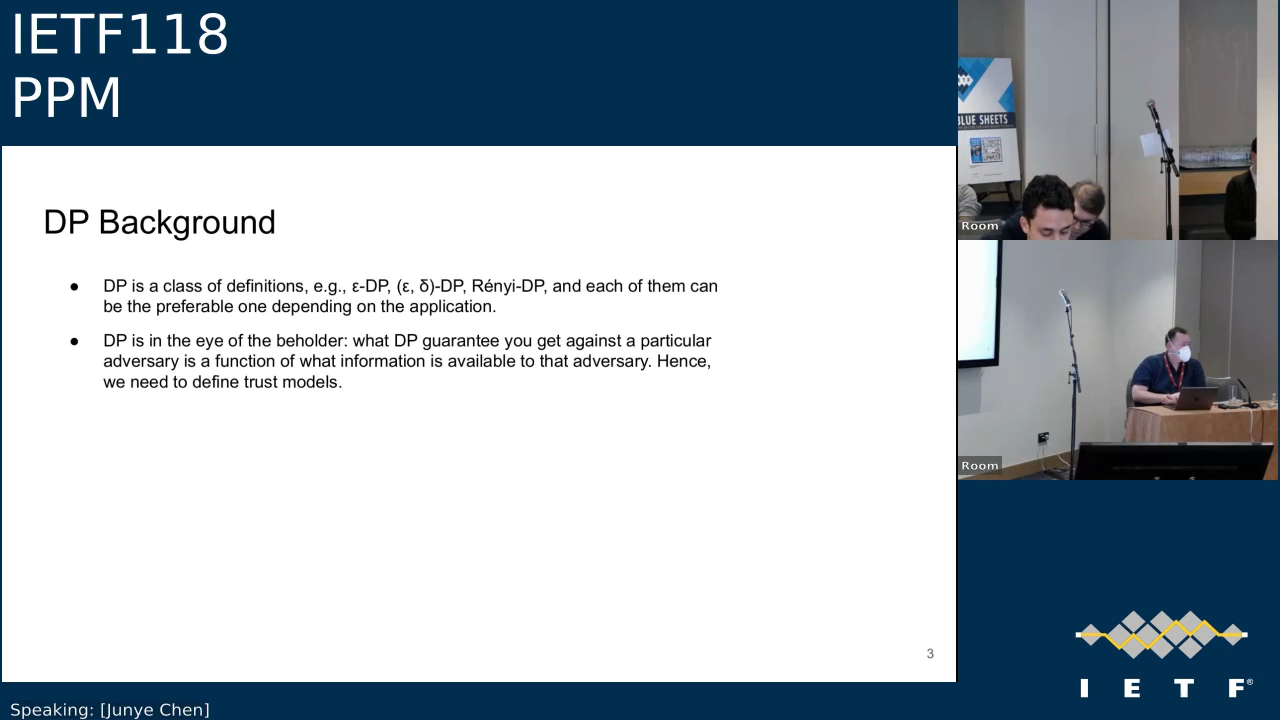 IETF118
PPM
DP Background
● DP is a class of definitions, e.g., ε-DP, (ε, δ)-DP, Rényi-DP, and each of them can
be the preferable one depending on the application.
● DP is in the eye of the beholder: what DP guarantee you get against a particular
adversary is a function of what information is available to that adversary. Hence,
we need to define trust models.
3
BLUE SHEETS
Room
Room
I E T F®
Speaking: [Junye Chen]